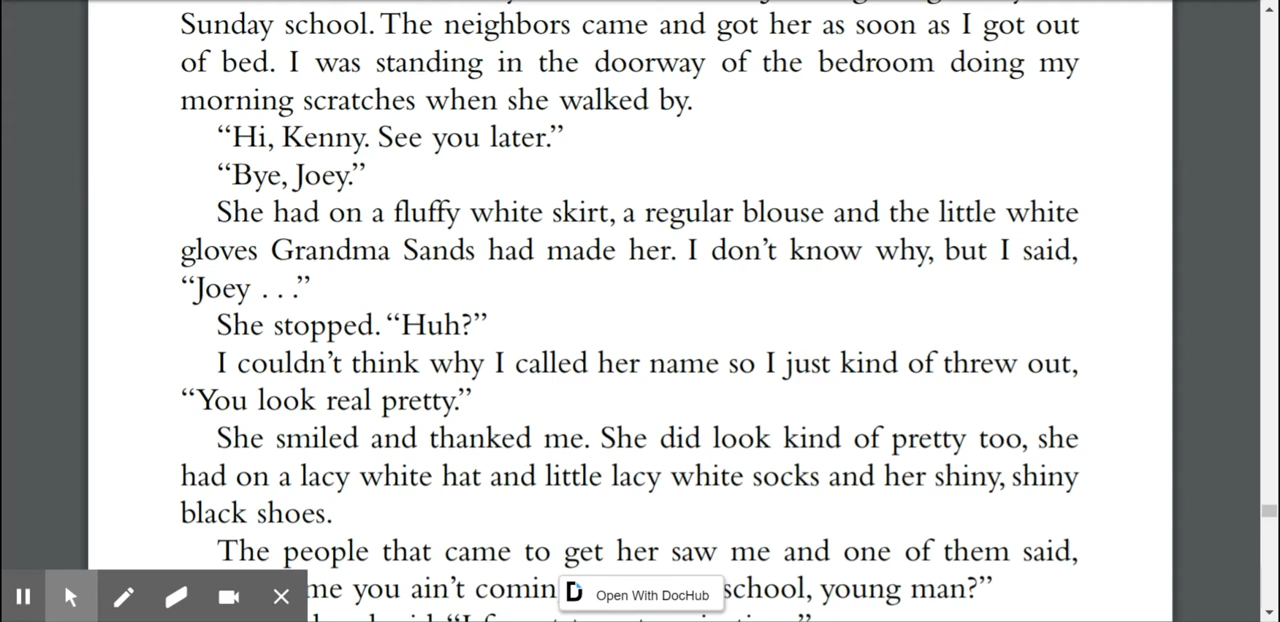 Sunday school. The neighbors came and got her as soon as I got out
of bed. I was standing in the doorway of the bedroom doing my
morning scratches when she walked by.
“Hi, Kenny. See you later.”
“Bye, Joey.”
She had on a fluffy white skirt, a regular blouse and the little white
gloves Grandma Sands had made her. I don’t know why, but I said,
“Joey . . .”
She stopped. “Huh?”
I couldn’t think why I called her name so I just kind of threw out,
“You look real pretty.”
She smiled and thanked me. She did look kind of pretty too, she
had on a lacy white hat and little lacy white socks and her shiny, shiny
black shoes.
The people that came to get her saw me and one of them said,
me you ain’t comin school, young man?”
Open With DocHub